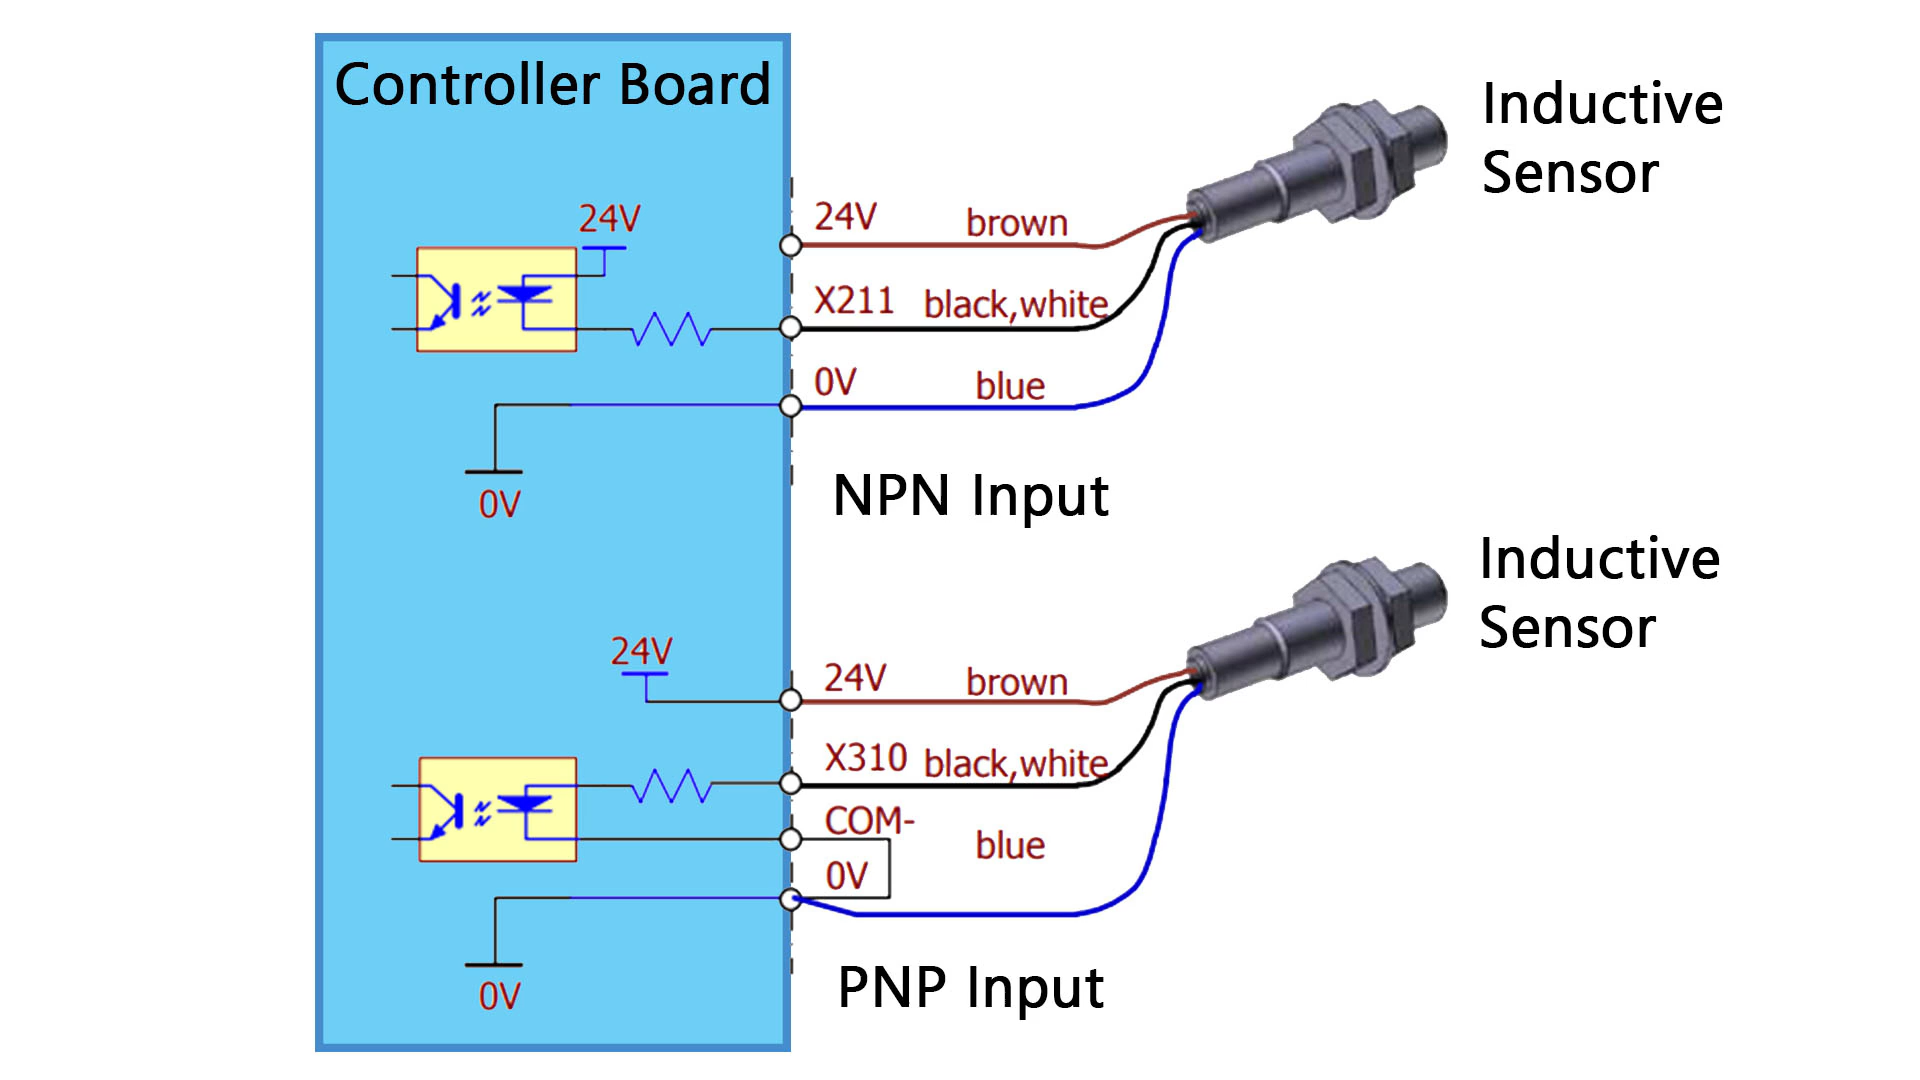 Controller Board
Inductive
Sensor
24V
24V
brown
X211
black,white
0V
blue
0V
NPN Input
Inductive
Sensor
24V
24V
brown
X310
black,white
COM-
blue
0V
0V
PNP Input